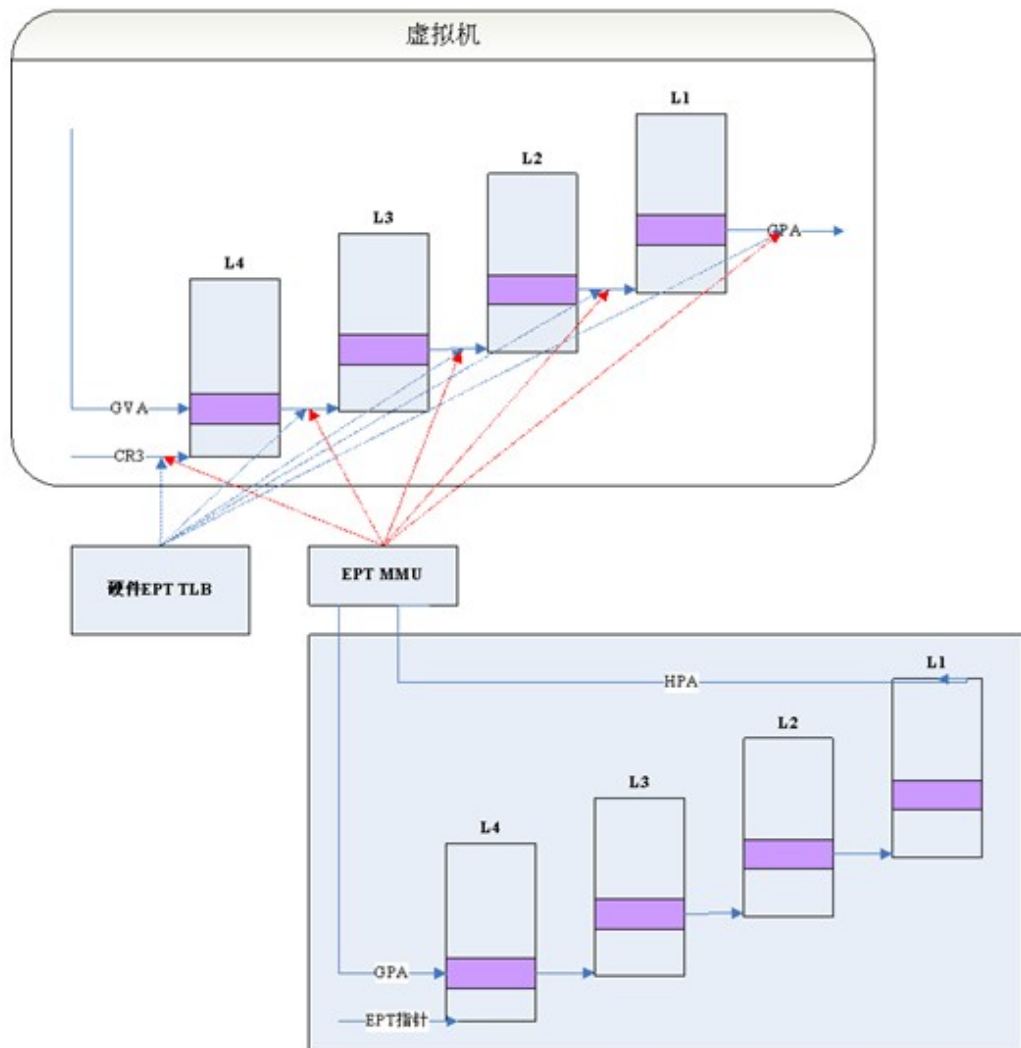 虚拟机
L1
L2
L3
L4
GPA
GVA
CR3
硬件EPT TLB
EPT MMU
L1
HPA
L2
L3
L4
GPA
EPT指针